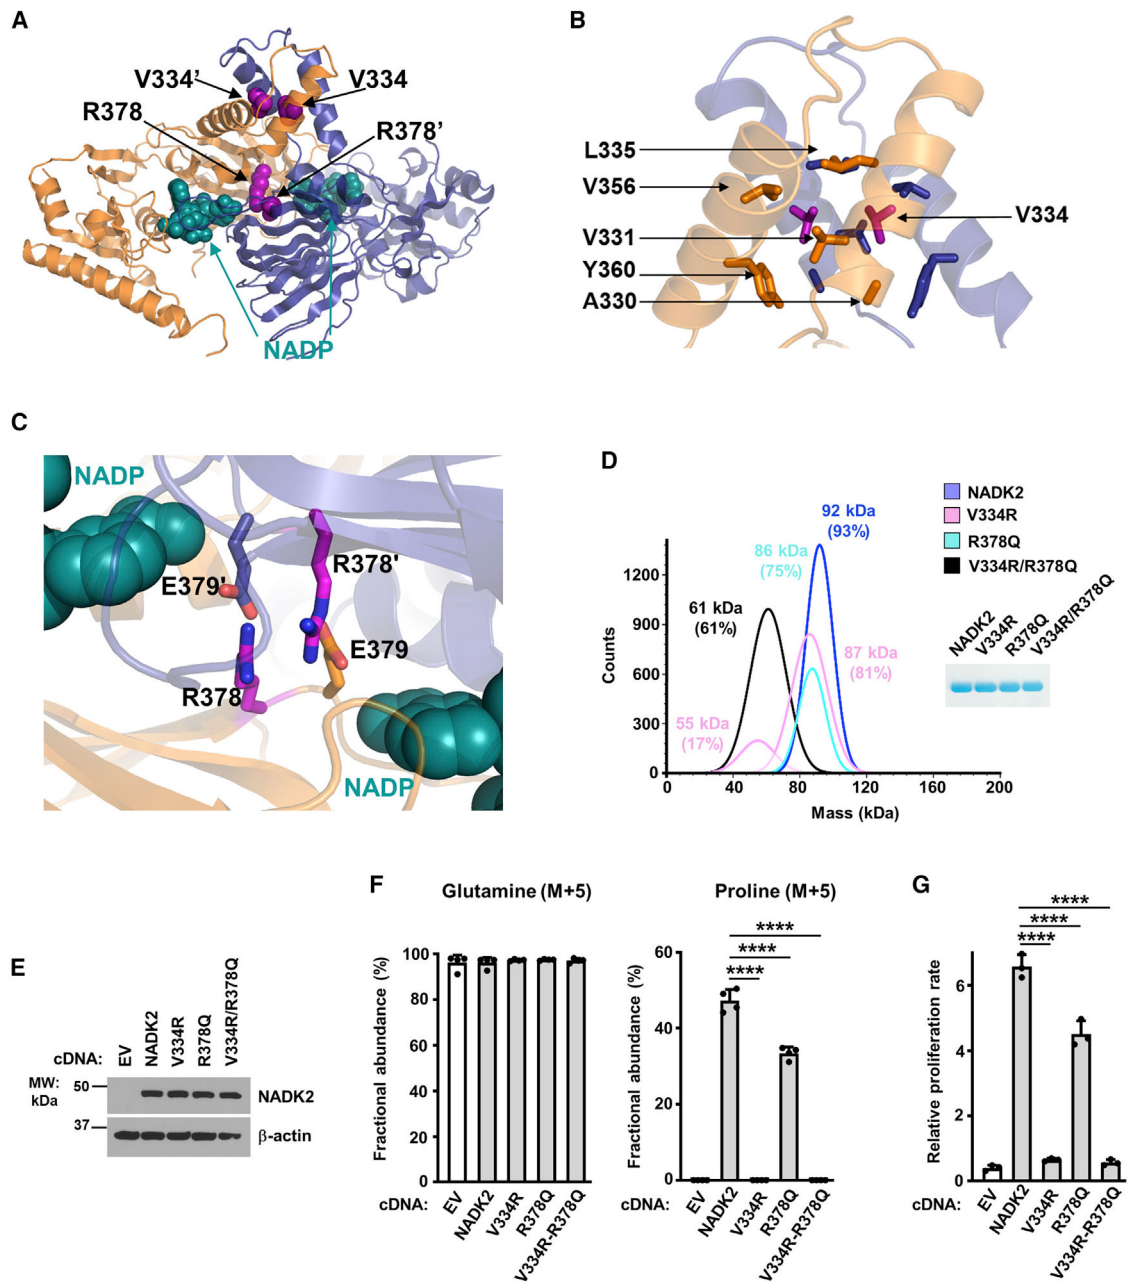 A
V334'
V334
R378
R378'
NADP
B
L335
V356
V331
Y360
A330
V334
C
NADP
E379'
R378'
R378
E379
NADP
D
NADK2
V334R
R378Q
V334R/R378Q
92 kDa
(93%)
86 kDa
(75%)
61 kDa
(61%)
87 kDa
(81%)
55 kDa
(17%)
Counts
1200
900
600
300
0
0 40 80 120 160 200
Mass (kDa)
NADK2
V334R
R378Q
V334R/R378Q
E
cDNA:
EV
NADK2
V334R
R378Q
V334R/R378Q
MW:
kDa
50
37
NADK2
β-actin
F
Glutamine (M+5)
Fractional abundance (%)
100
80
60
40
20
0
cDNA:
EV
NADK2
V334R
R378Q
V334R-R378Q
Proline (M+5)
****
****
****
Fractional abundance (%)
60
40
20
0
cDNA:
EV
NADK2
V334R
R378Q
V334R-R378Q
G
****
****
****
Relative proliferation rate
6
4
2
0
cDNA:
EV
NADK2
V334R
R378Q
V334R-R378Q